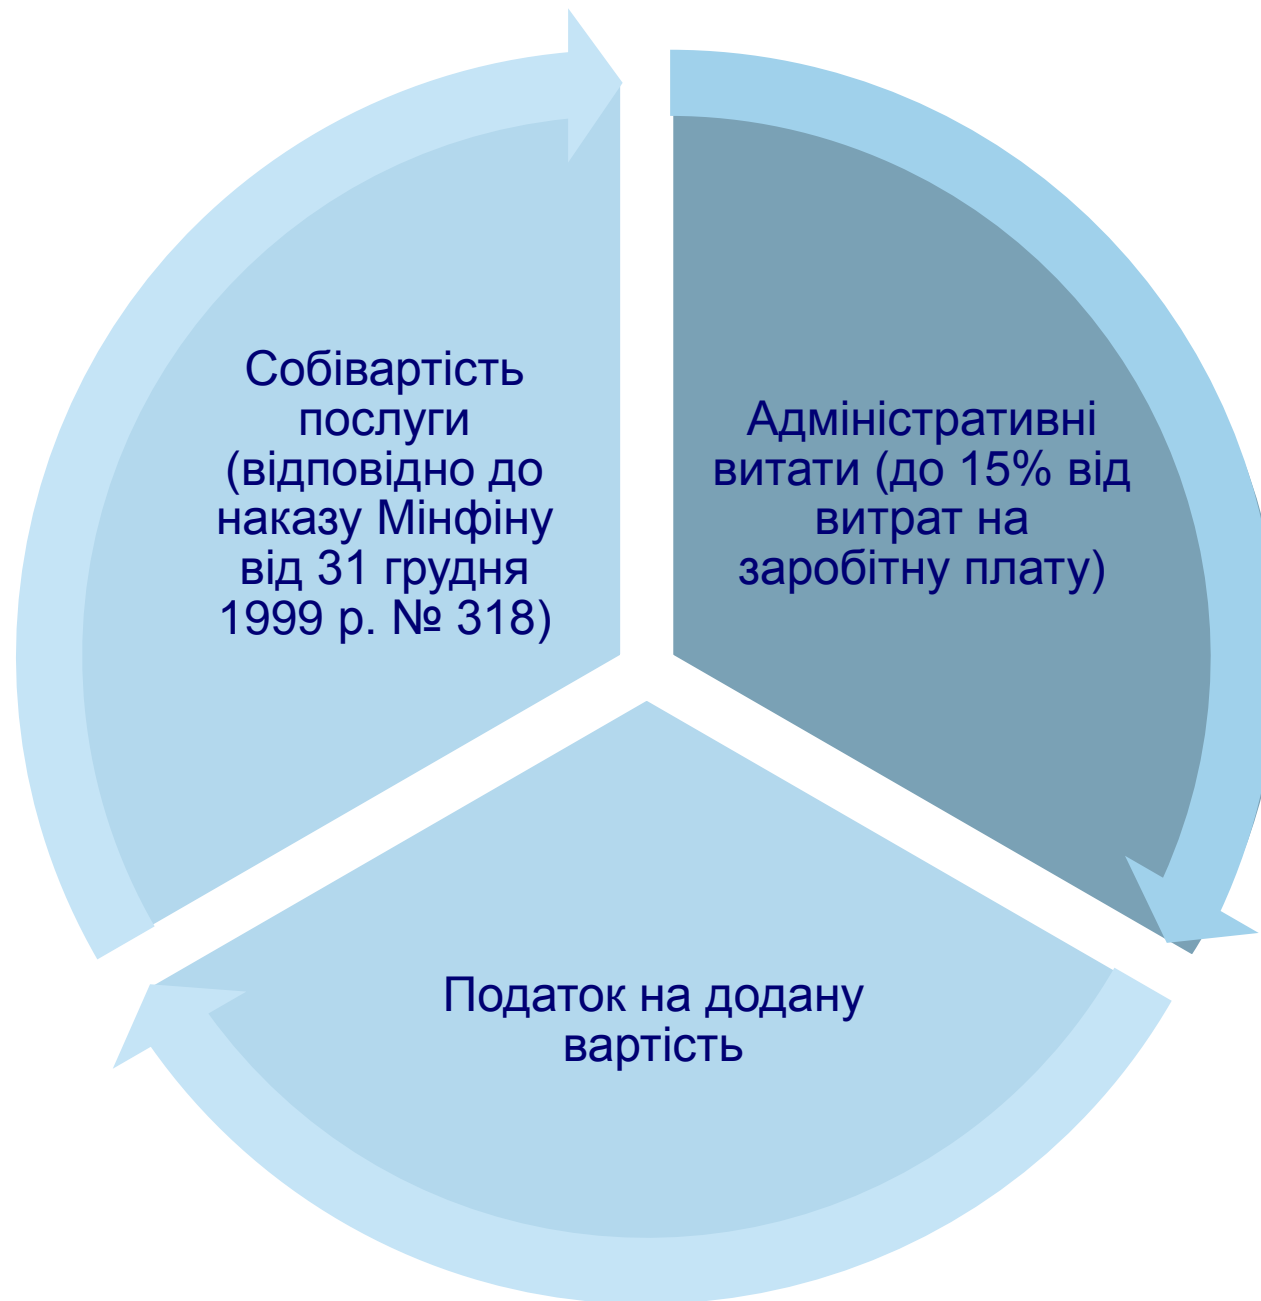 Собівартість
послуги
(відповідно до
наказу Мінфіну
від 31 грудня
1999 р. № 318)
Адміністративні
витати (до 15% від
витрат на
заробітну плату)
Податок на додану
вартість